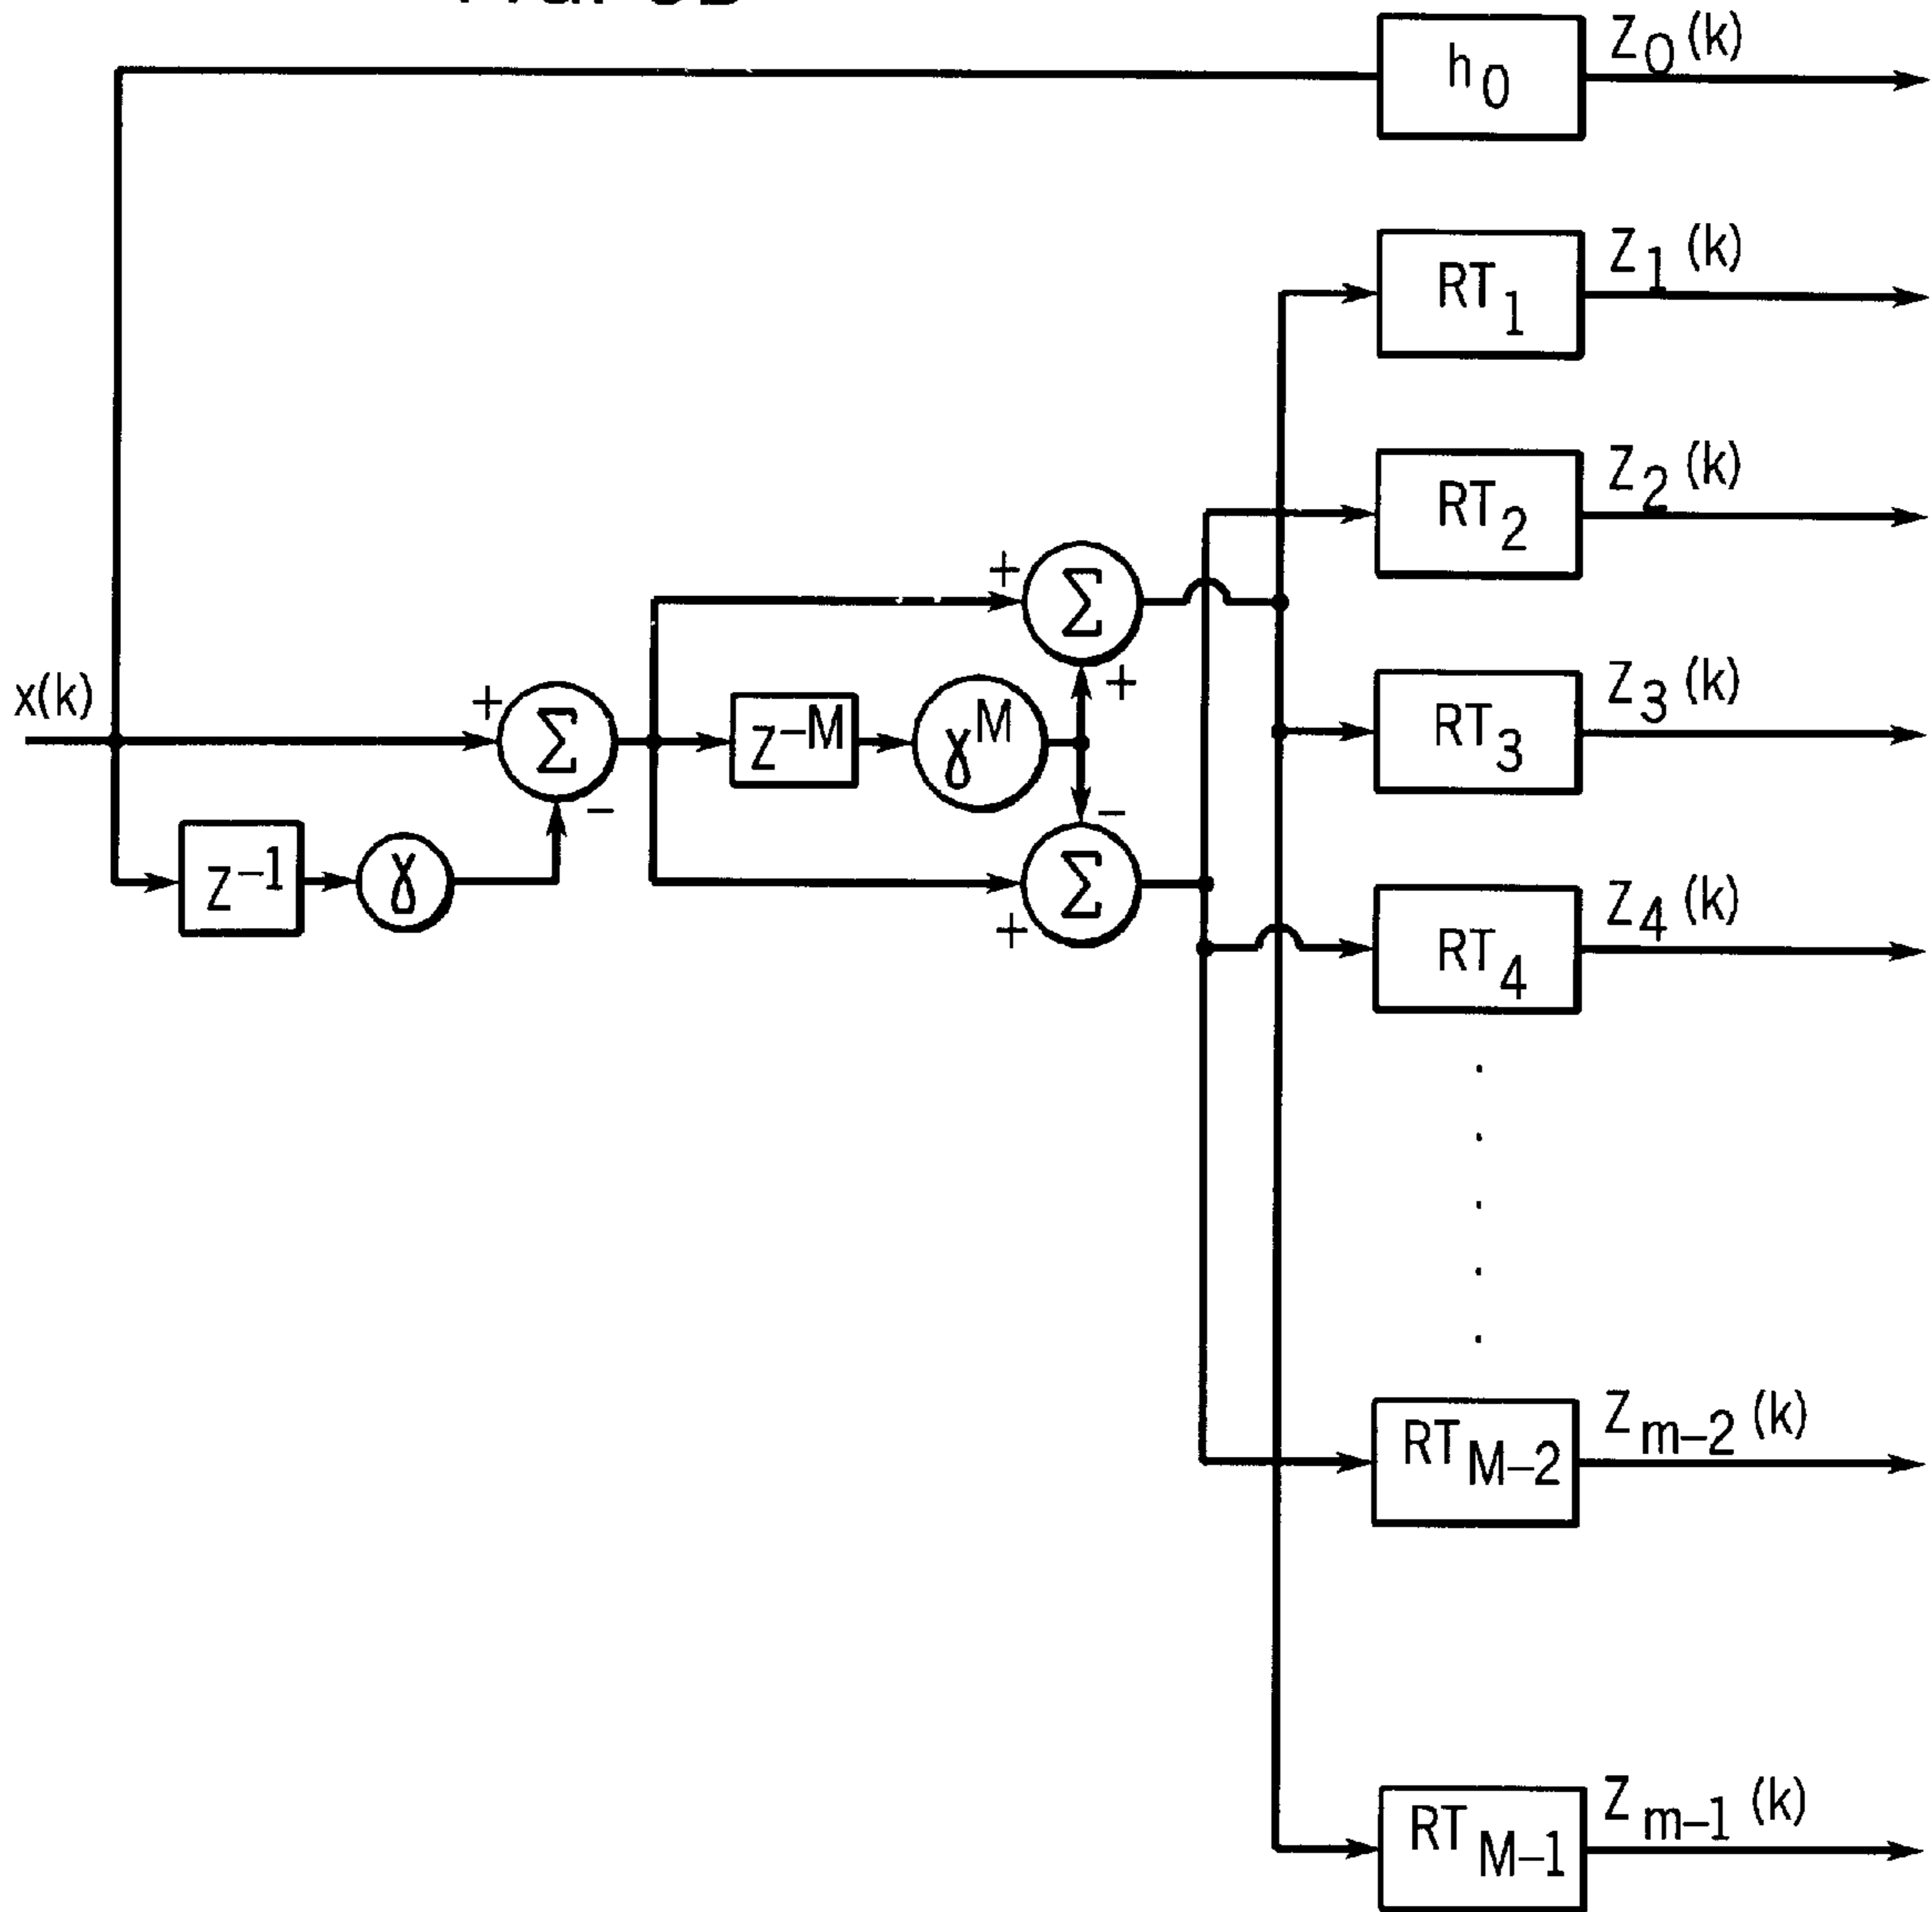 h0
Z0(k)
RT1
Z1(k)
RT2
Z2(k)
+
Σ
+
x(k)
+
Σ
−
Z−M
γM
RT3
Z3(k)
Z−1
γ
−
Σ
+
RT4
Z4(k)
.
.
.
.
.
RTM−2
Zm−2(k)
RTM−1
Zm−1(k)